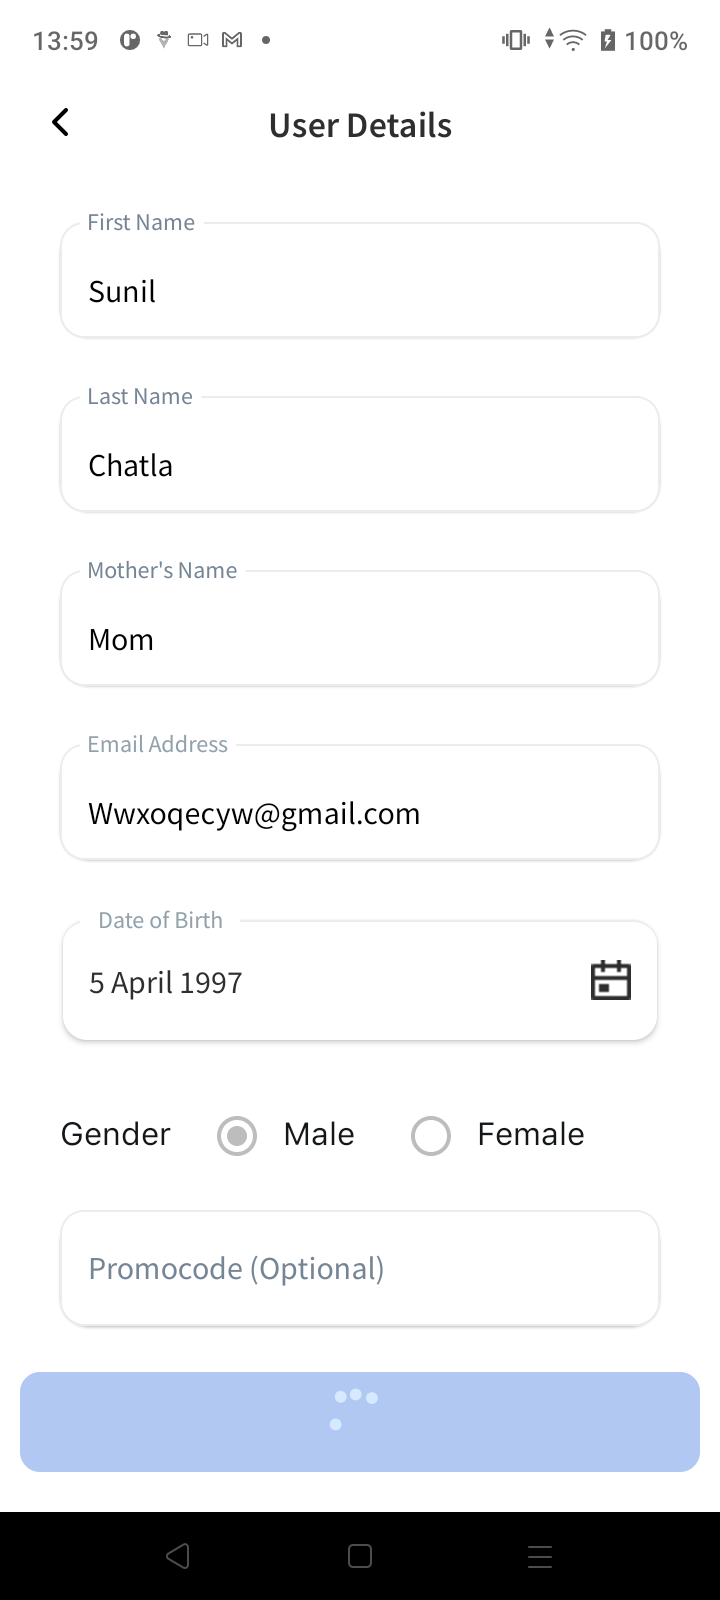 13:59 100%
User Details
First Name
Sunil
Last Name
Chatla
Mother's Name
Mom
Email Address
Wwxoqecyw@gmail.com
Date of Birth
5 April 1997
Gender Male Female
Promocode (Optional)